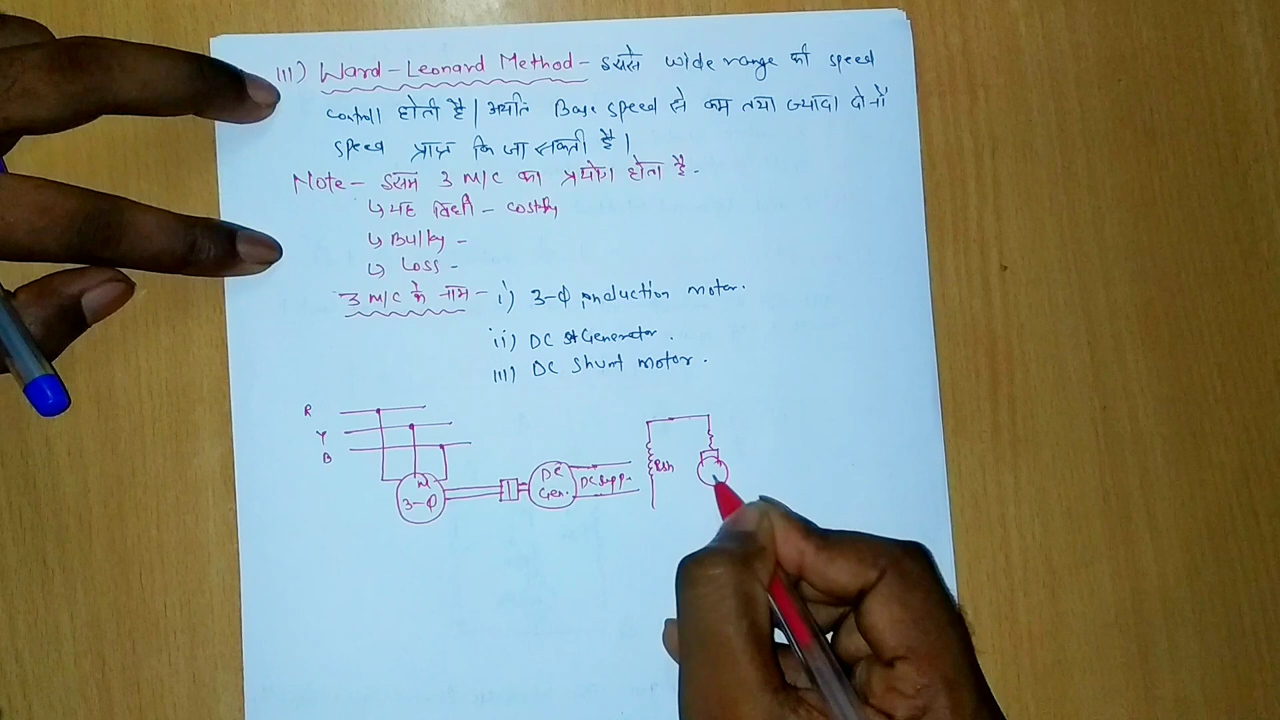 III) Ward-Leonard Method - इससे wide range की speed
control होती है। अर्थात Base speed से कम तथा ज्यादा दोनों
speed प्राप्त कि जा सकती है।
Note - इसमे 3 M/C का प्रयोग होता है.
↳ यह विधी - costly
↳ Bulky -
↳ Loss -
3 M/C के नाम - i) 3-Φ induction motor.
ii) DC Generator.
III) DC Shunt motor.
R
Y
B
M
3-Φ
DC
Gen.
DC Supp.
Rsh